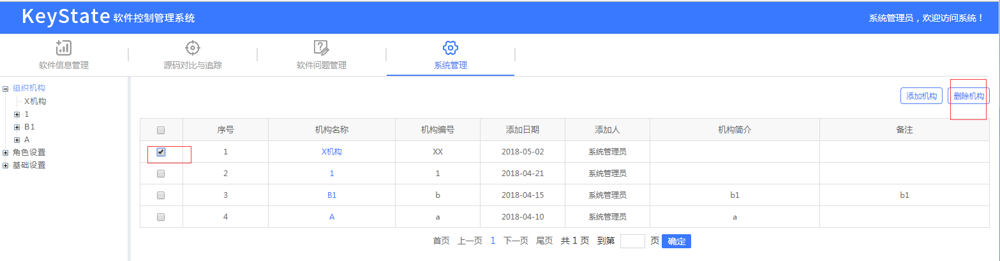 KeyState 软件控制管理系统 系统管理员，欢迎访问系统！
软件信息管理 源码对比与追踪 软件问题管理 系统管理
组织机构
X机构
1
B1
A
角色设置
基础设置
添加机构 删除机构
序号 机构名称 机构编号 添加日期 添加人 机构简介 备注
1 X机构 XX 2018-05-02 系统管理员
2 1 1 2018-04-21 系统管理员
3 B1 b 2018-04-15 系统管理员 b1 b1
4 A a 2018-04-10 系统管理员 a
首页 上一页 1 下一页 尾页 共 1 页 到第 页 确定